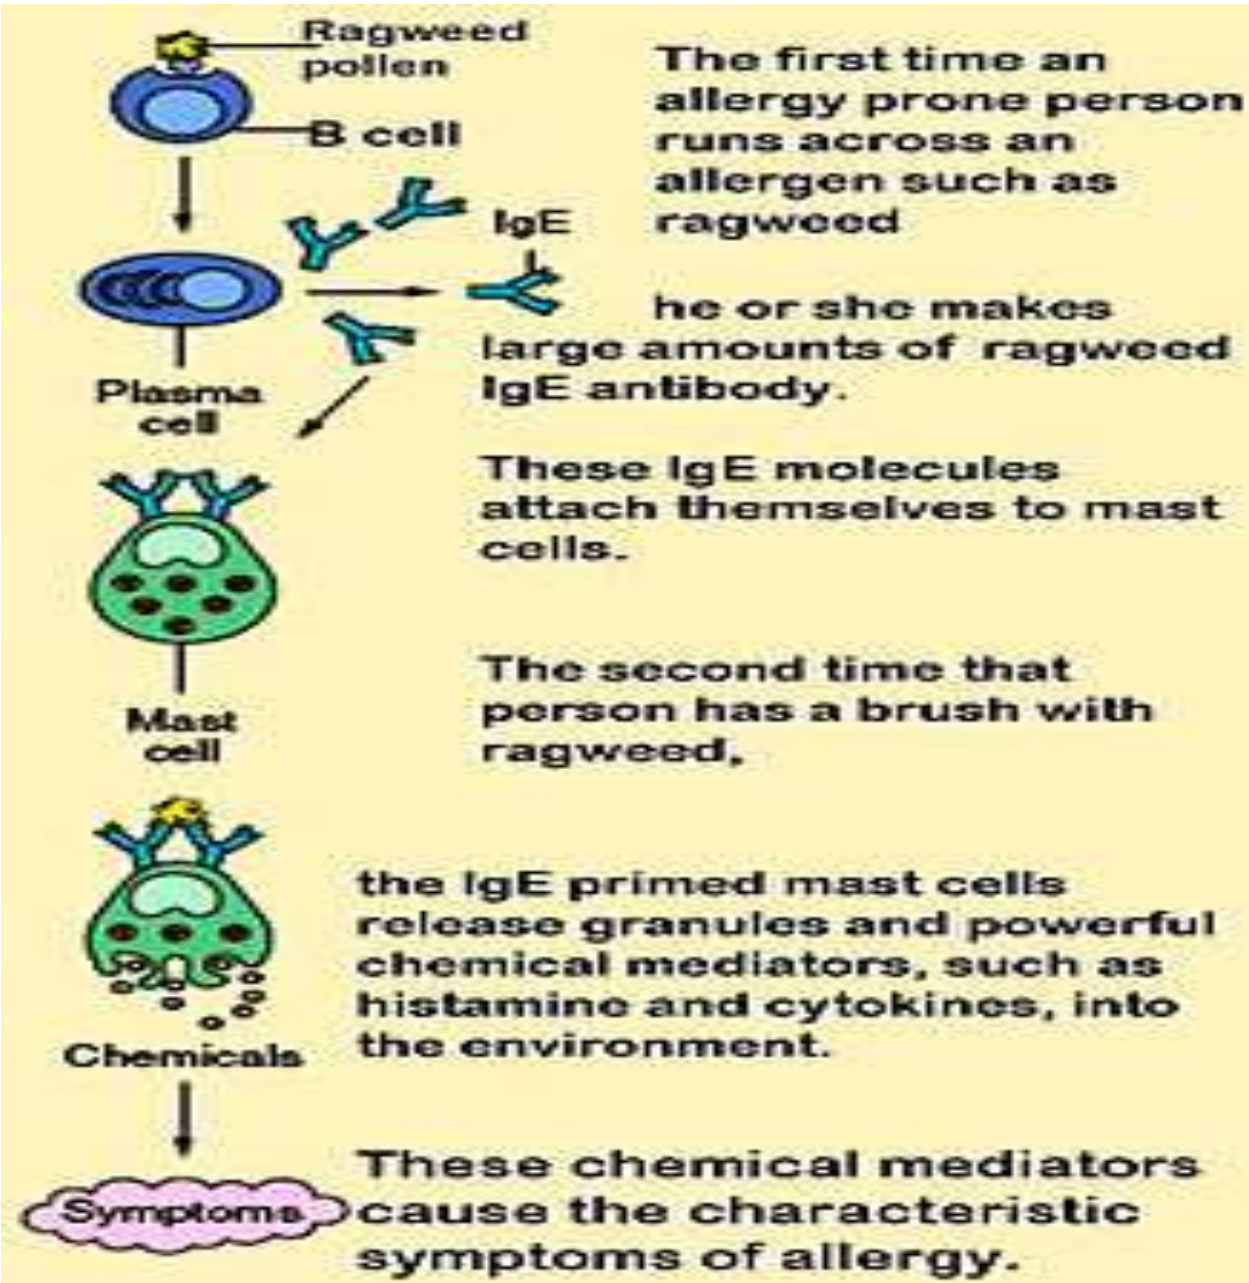 Ragweed
pollen
The first time an
allergy prone person
runs across an
allergen such as
ragweed
B cell
IgE
he or she makes
large amounts of ragweed
IgE antibody.
Plasma
cell
These IgE molecules
attach themselves to mast
cells.
Mast
cell
The second time that
person has a brush with
ragweed,
the IgE primed mast cells
release granules and powerful
chemical mediators, such as
histamine and cytokines, into
the environment.
Chemicals
Symptoms
These chemical mediators
cause the characteristic
symptoms of allergy.